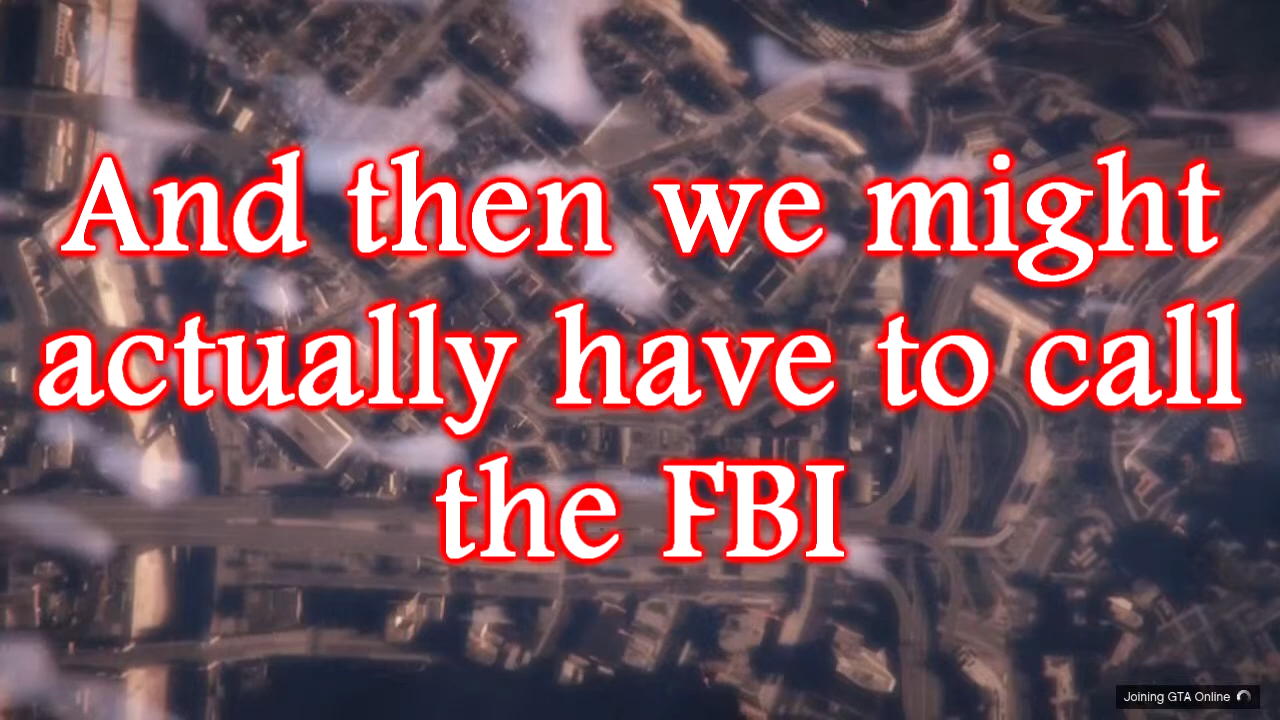 And then we might
actually have to call
the FBI
Joining GTA Online